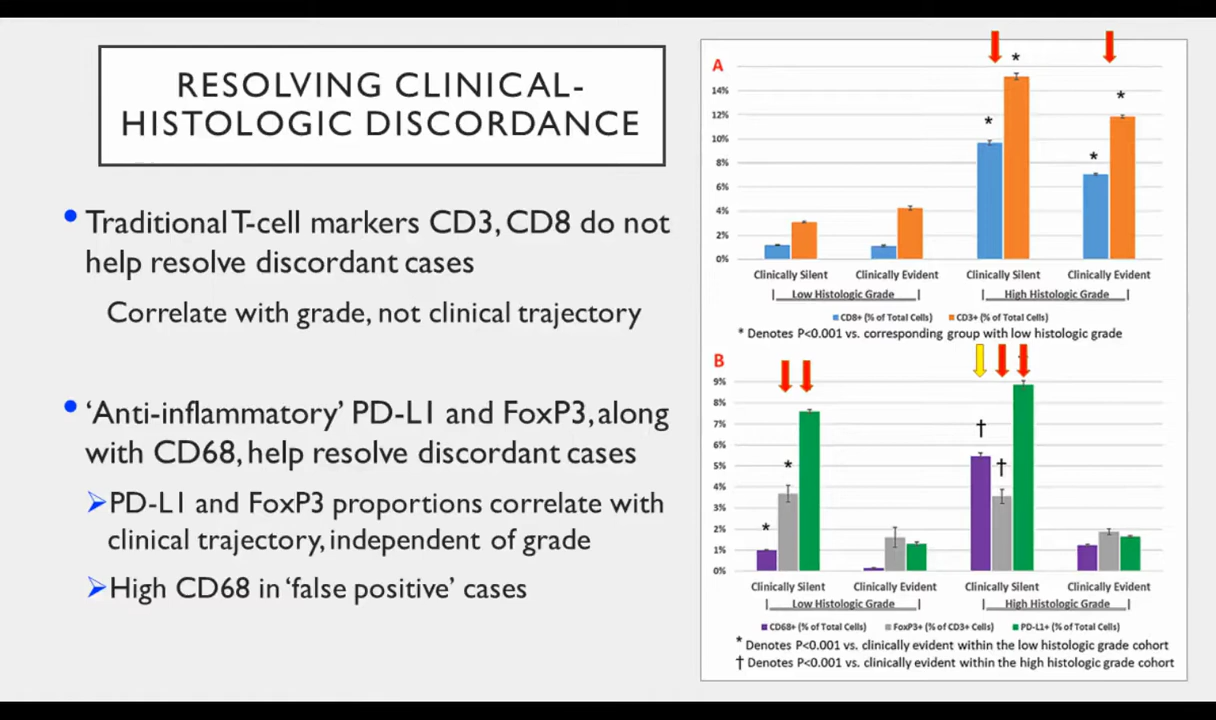 RESOLVING CLINICAL-
HISTOLOGIC DISCORDANCE
• Traditional T-cell markers CD3, CD8 do not
help resolve discordant cases
Correlate with grade, not clinical trajectory
• 'Anti-inflammatory' PD-L1 and FoxP3, along
with CD68, help resolve discordant cases
➢PD-L1 and FoxP3 proportions correlate with
clinical trajectory, independent of grade
➢High CD68 in 'false positive' cases
A
14%
12%
10%
8%
6%
4%
2%
0%
* * * *
Clinically Silent Clinically Evident Clinically Silent Clinically Evident
Low Histologic Grade High Histologic Grade
CD8+ (% of Total Cells) CD3+ (% of Total Cells)
* Denotes P<0.001 vs. corresponding group with low histologic grade
B
9%
8%
7%
6%
5%
4%
3%
2%
1%
0%
* * † †
Clinically Silent Clinically Evident Clinically Silent Clinically Evident
Low Histologic Grade High Histologic Grade
CD68+ (% of Total Cells) FoxP3+ (% of CD3+ Cells) PD-L1+ (% of Total Cells)
* Denotes P<0.001 vs. clinically evident within the low histologic grade cohort
† Denotes P<0.001 vs. clinically evident within the high histologic grade cohort